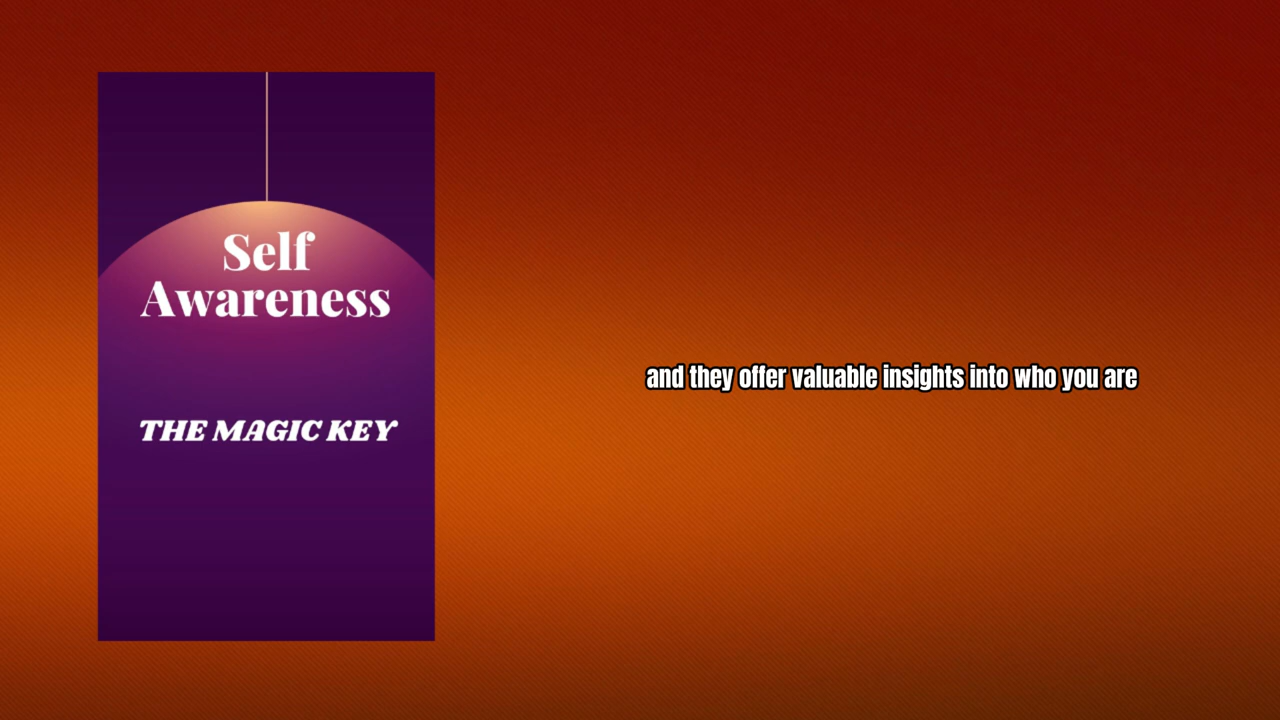 Self
Awareness
THE MAGIC KEY
and they offer valuable insights into who you are